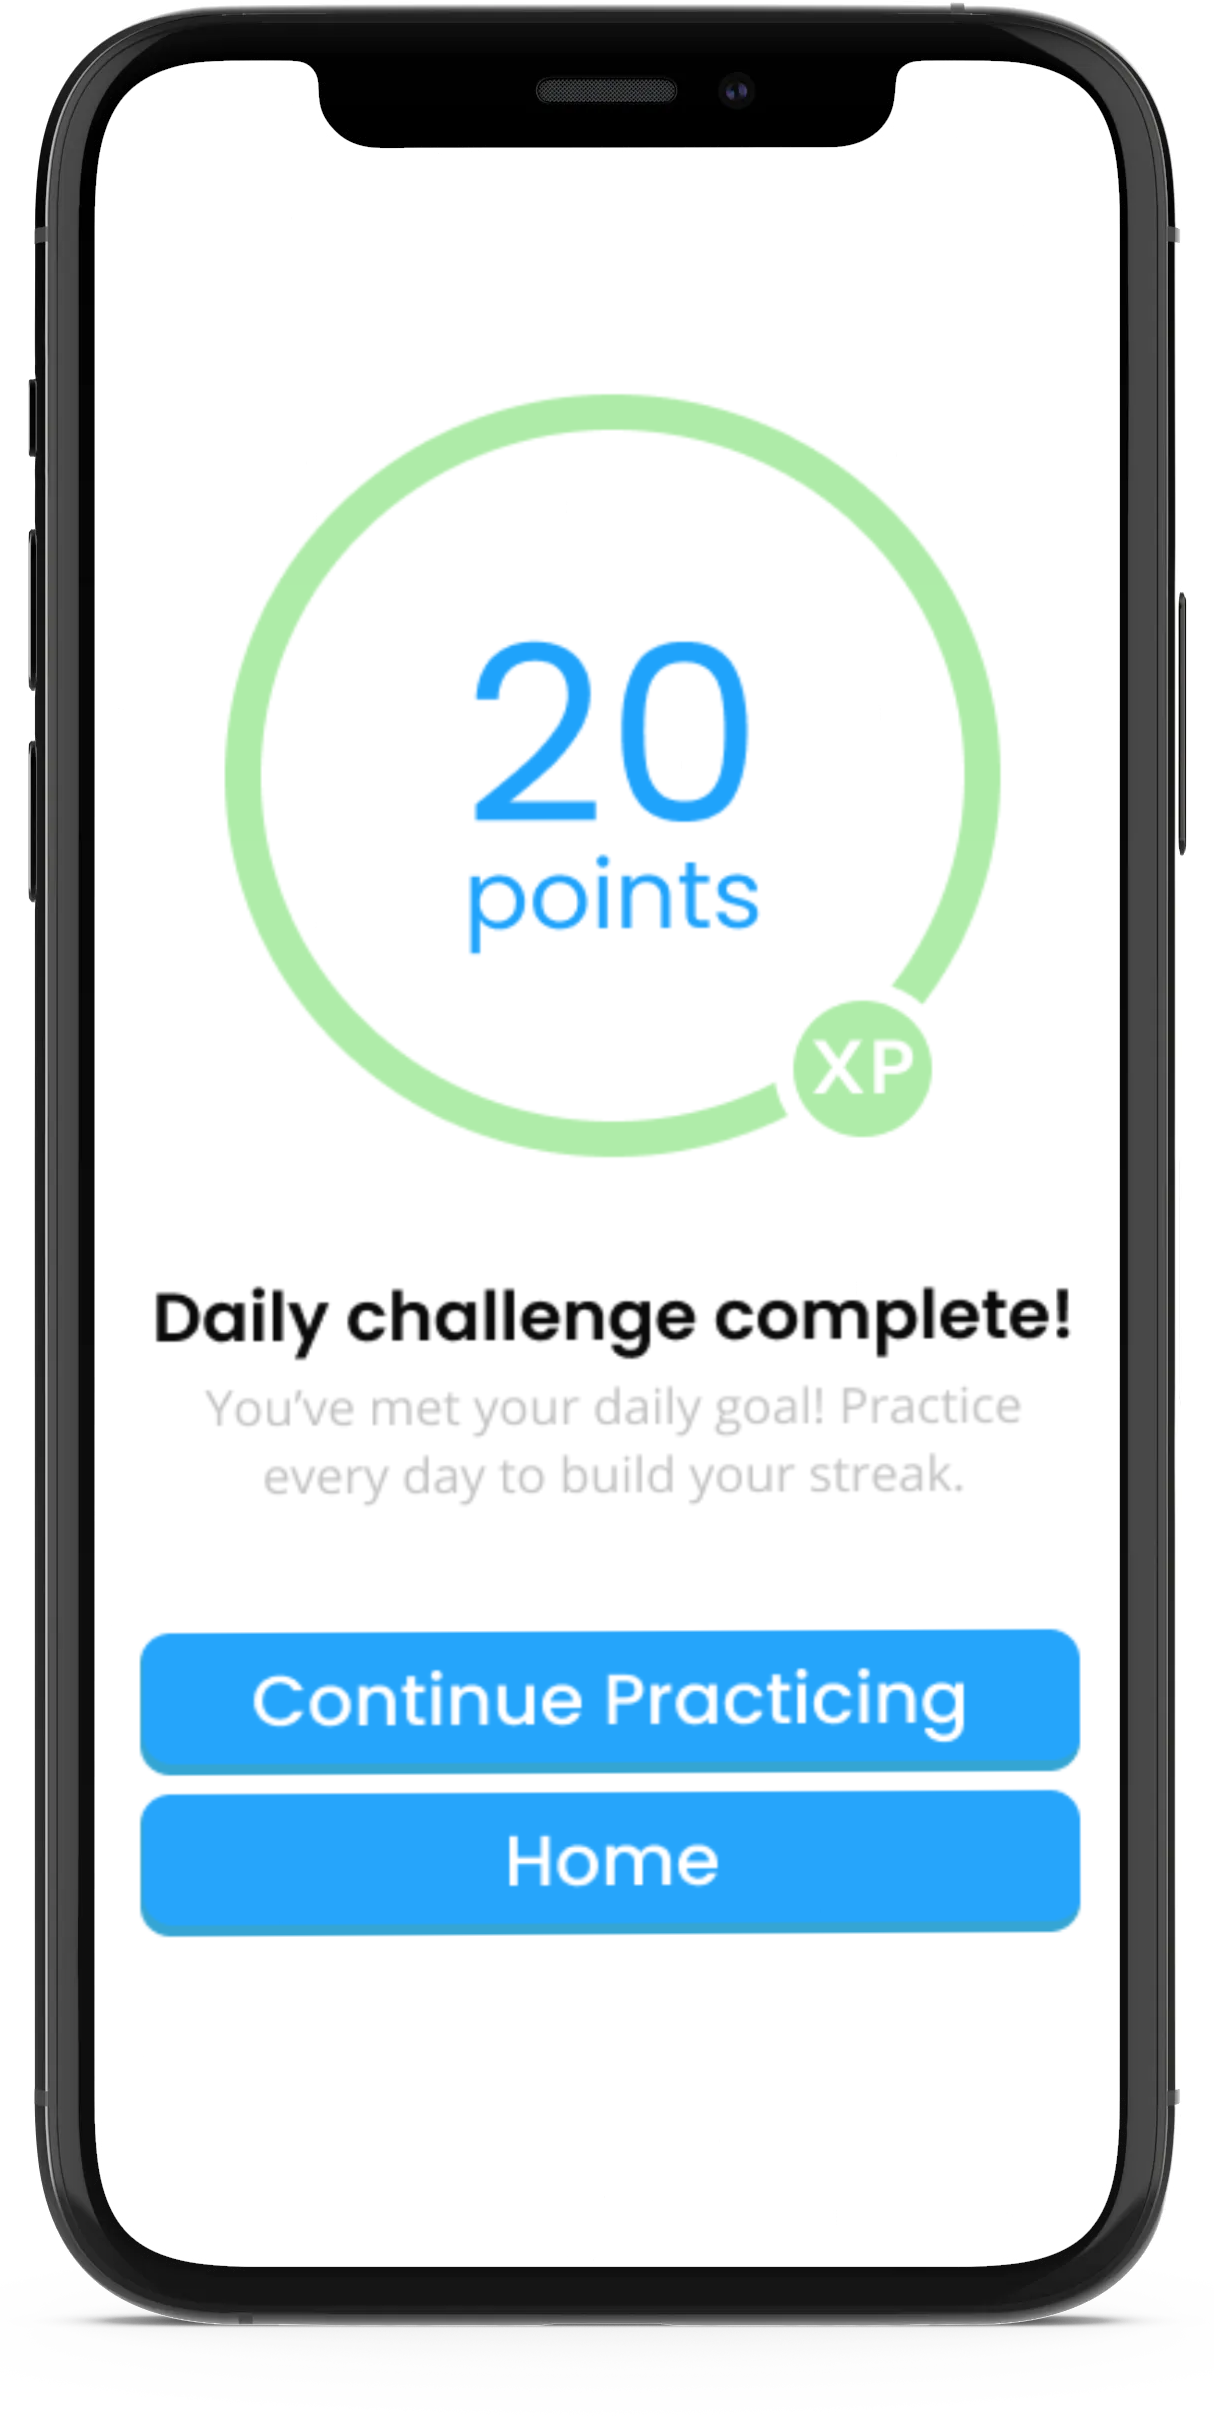 20
points
XP
Daily challenge complete!
You’ve met your daily goal! Practice
every day to build your streak.
Continue Practicing
Home